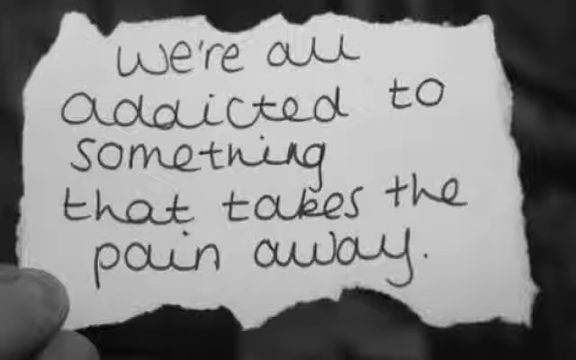 We're all
addicted to
something
that takes the
pain away.